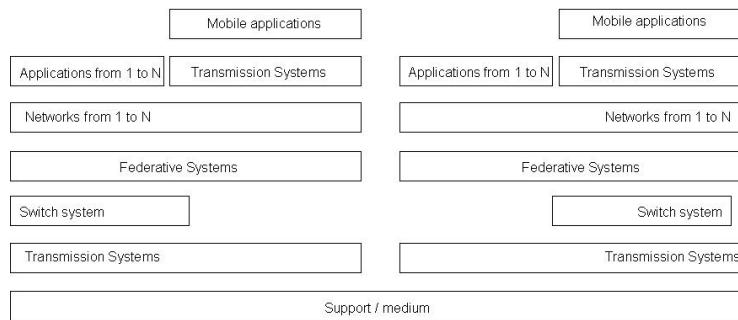 Mobile applications Mobile applications
Applications from 1 to N Transmission Systems Applications from 1 to N Transmission Systems
Networks from 1 to N Networks from 1 to N
Federative Systems Federative Systems
Switch system Switch system
Transmission Systems Transmission Systems
Support / medium